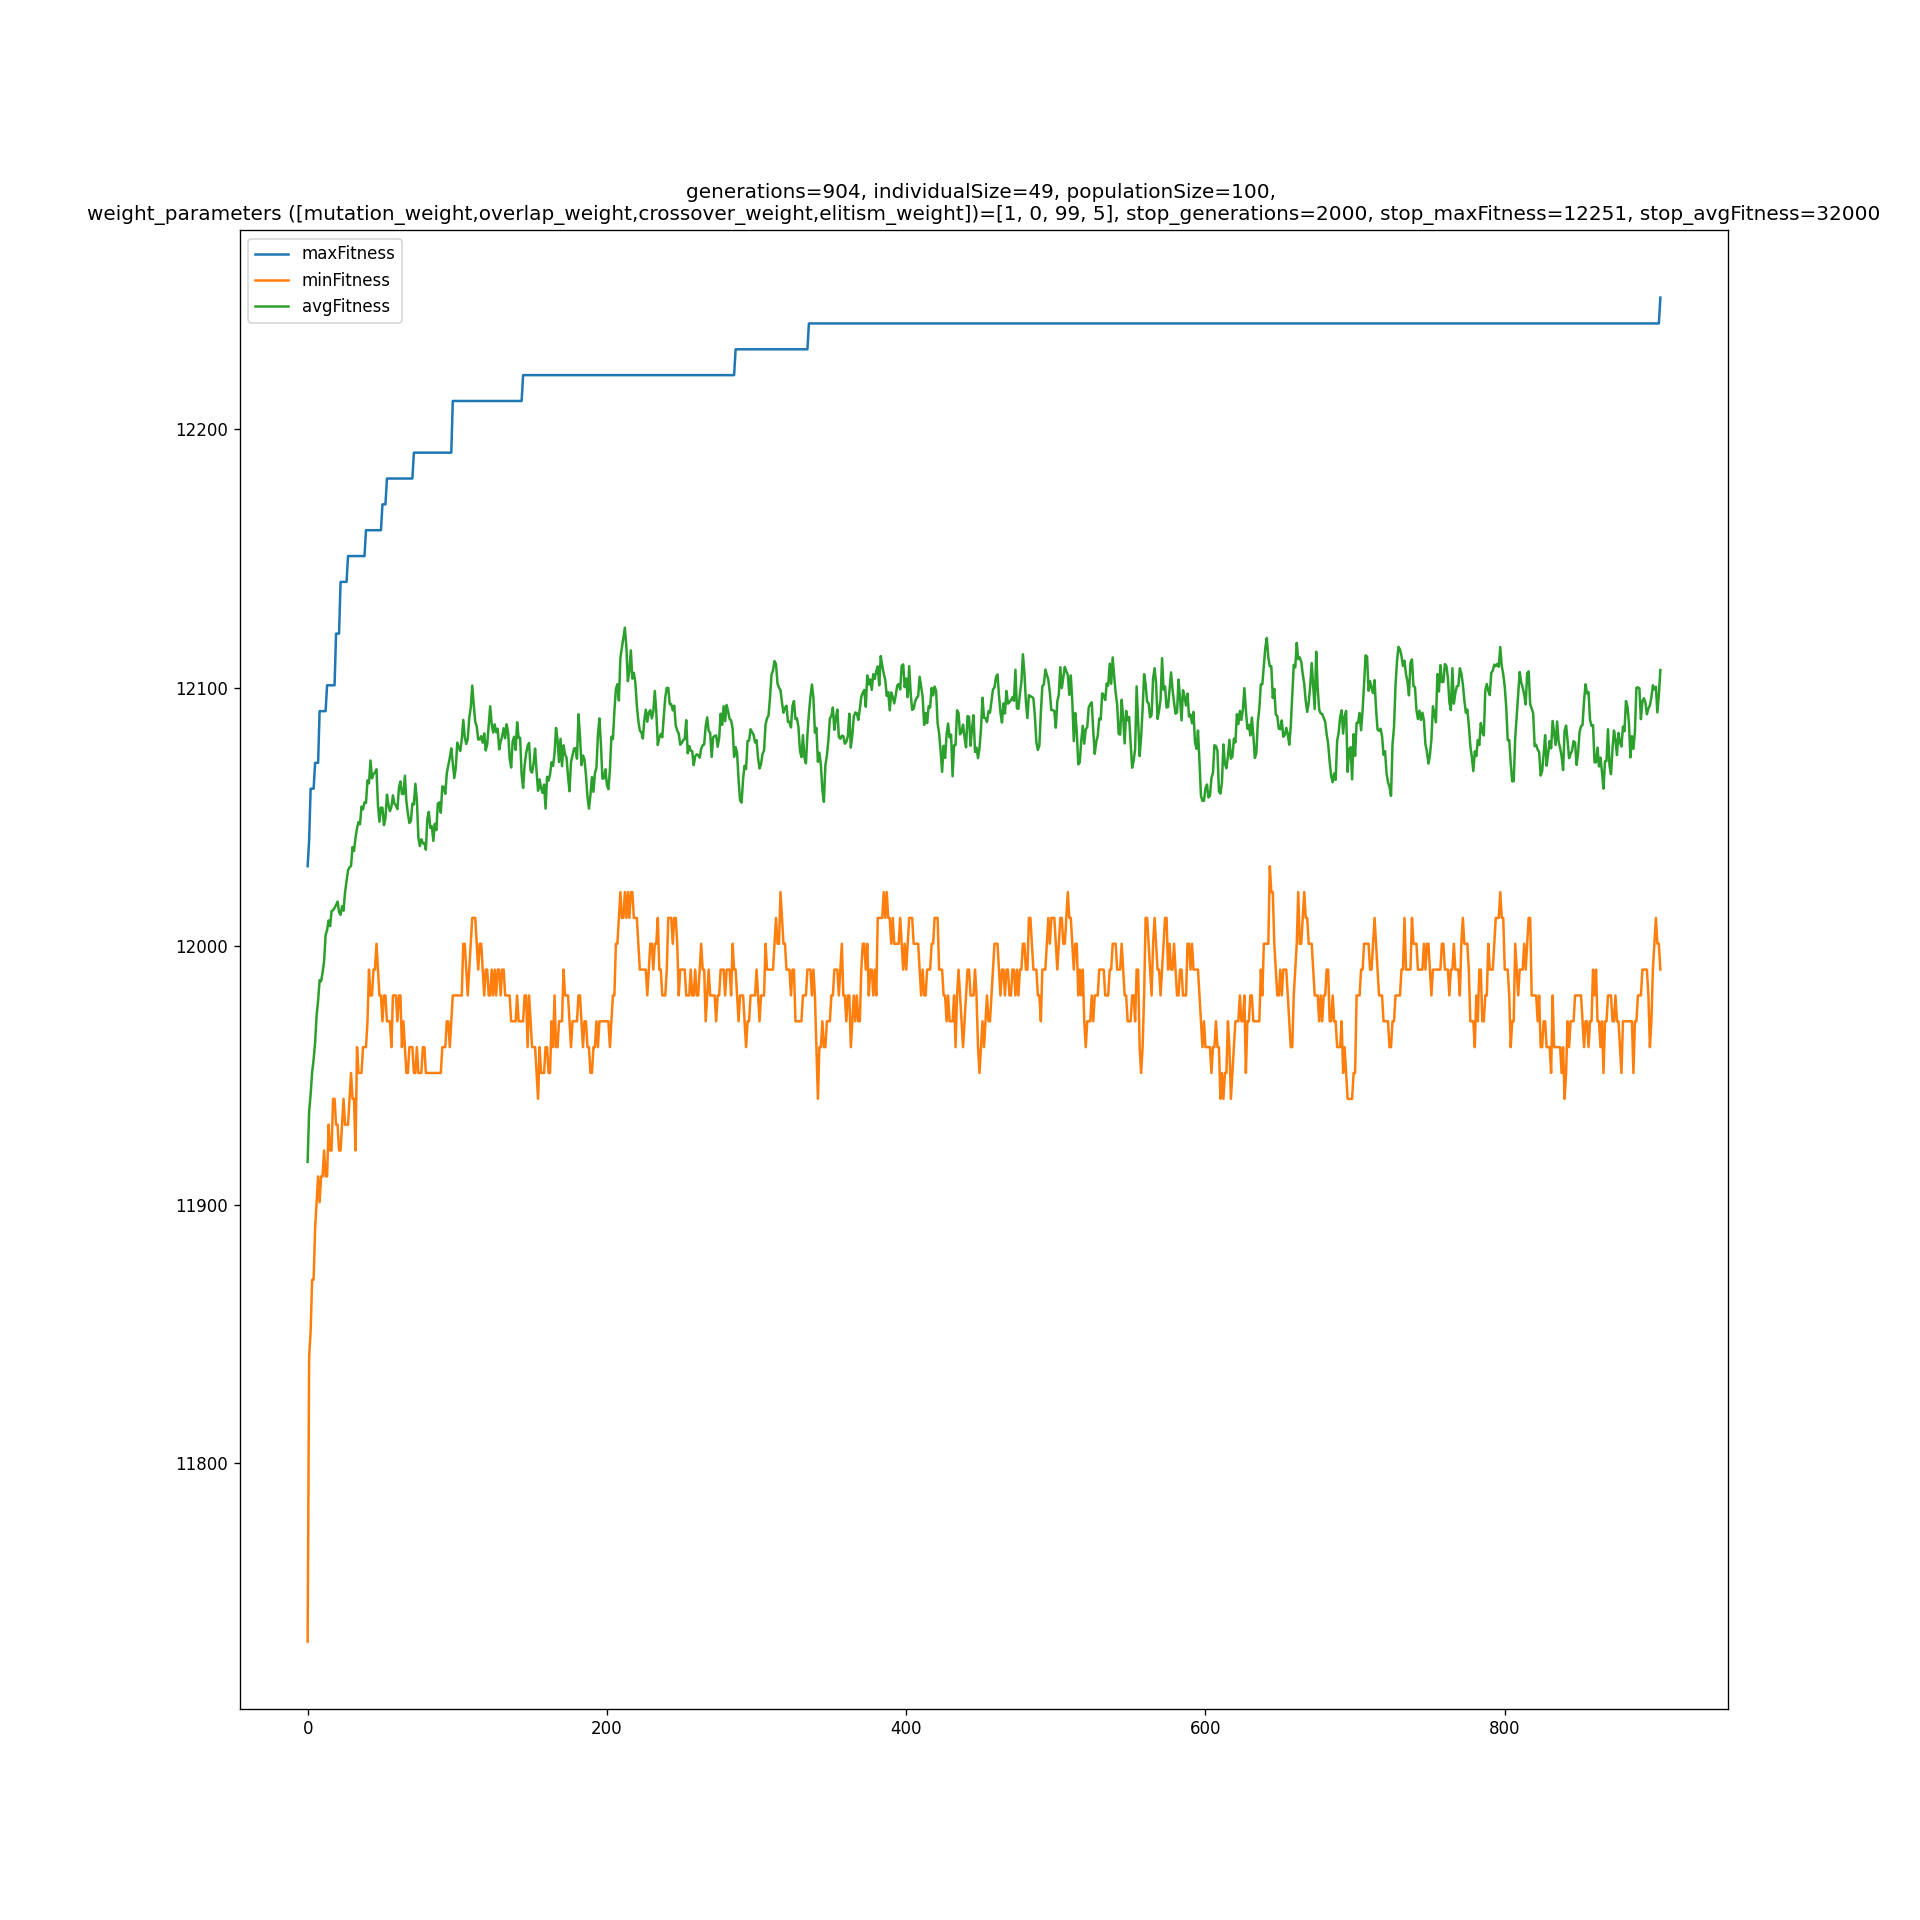 generations=904, individualSize=49, populationSize=100,
weight_parameters ([mutation_weight,overlap_weight,crossover_weight,elitism_weight])=[1, 0, 99, 5], stop_generations=2000, stop_maxFitness=12251, stop_avgFitness=32000
maxFitness
minFitness
avgFitness
12200
12100
12000
11900
11800
0 200 400 600 800